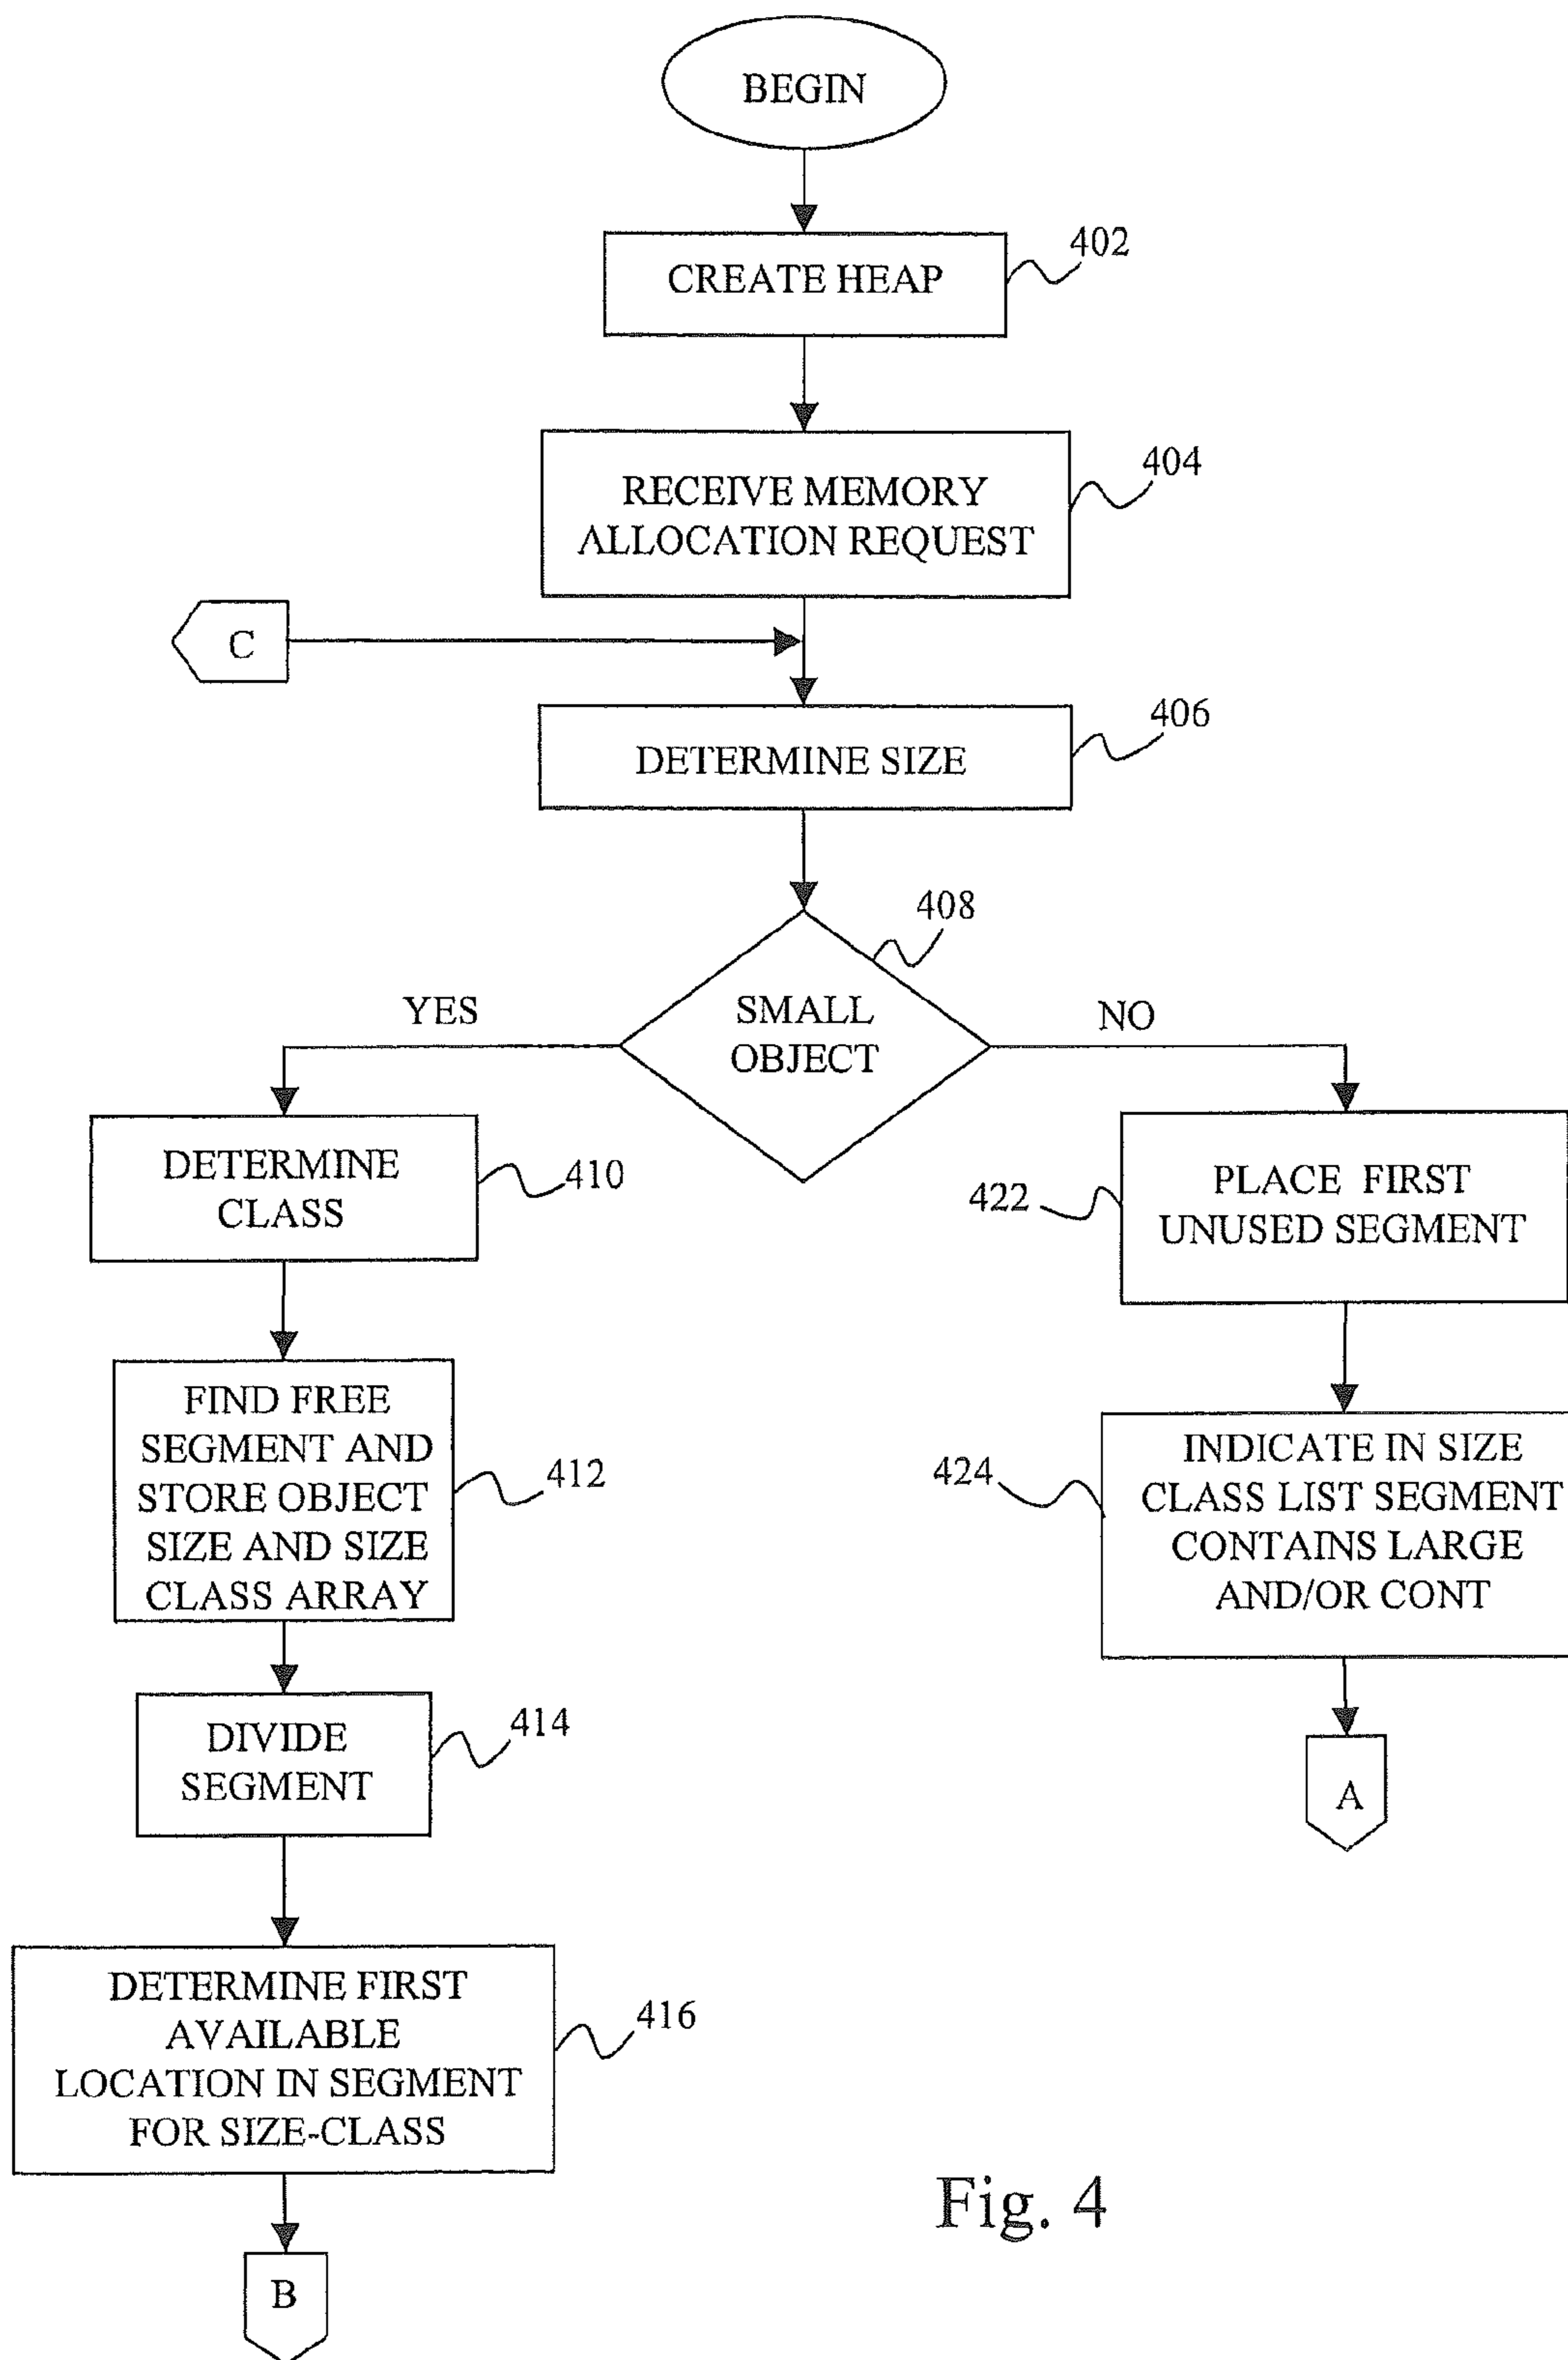 BEGIN
CREATE HEAP
402
RECEIVE MEMORY
ALLOCATION REQUEST
404
C
DETERMINE SIZE
406
SMALL
OBJECT
408
YES
NO
DETERMINE
CLASS
410
FIND FREE
SEGMENT AND
STORE OBJECT
SIZE AND SIZE
CLASS ARRAY
412
DIVIDE
SEGMENT
414
DETERMINE FIRST
AVAILABLE
LOCATION IN SEGMENT
FOR SIZE-CLASS
416
B
PLACE FIRST
UNUSED SEGMENT
422
INDICATE IN SIZE
CLASS LIST SEGMENT
CONTAINS LARGE
AND/OR CONT
424
A
Fig. 4